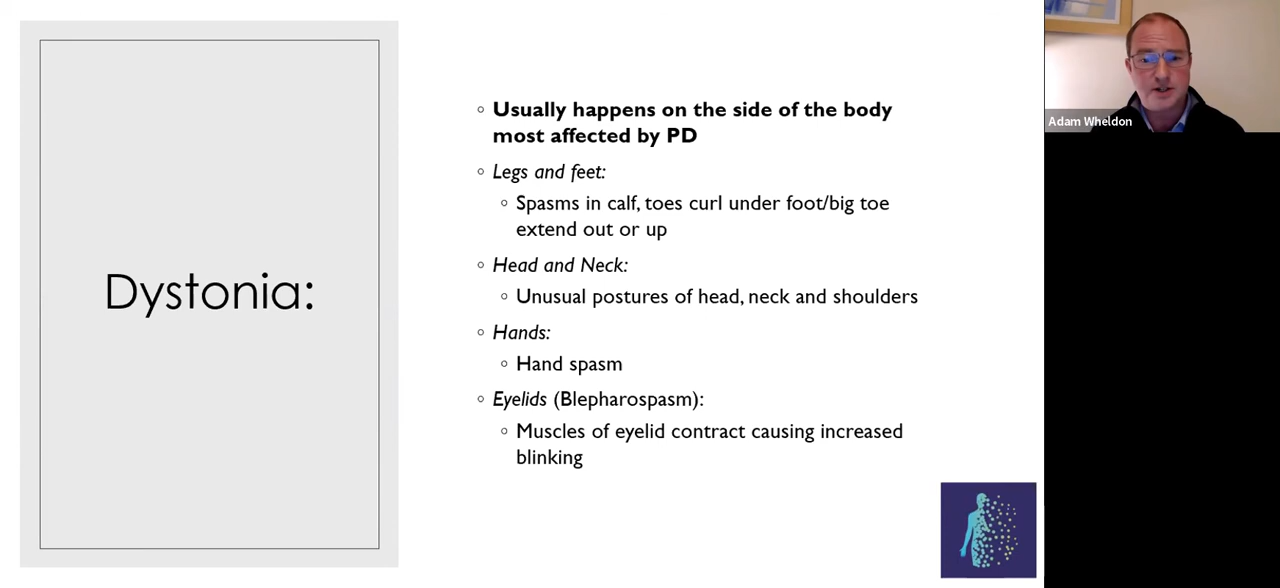 Dystonia:
◦ Usually happens on the side of the body
most affected by PD
◦ Legs and feet:
◦ Spasms in calf, toes curl under foot/big toe
extend out or up
◦ Head and Neck:
◦ Unusual postures of head, neck and shoulders
◦ Hands:
◦ Hand spasm
◦ Eyelids (Blepharospasm):
◦ Muscles of eyelid contract causing increased
blinking
Adam Wheldon